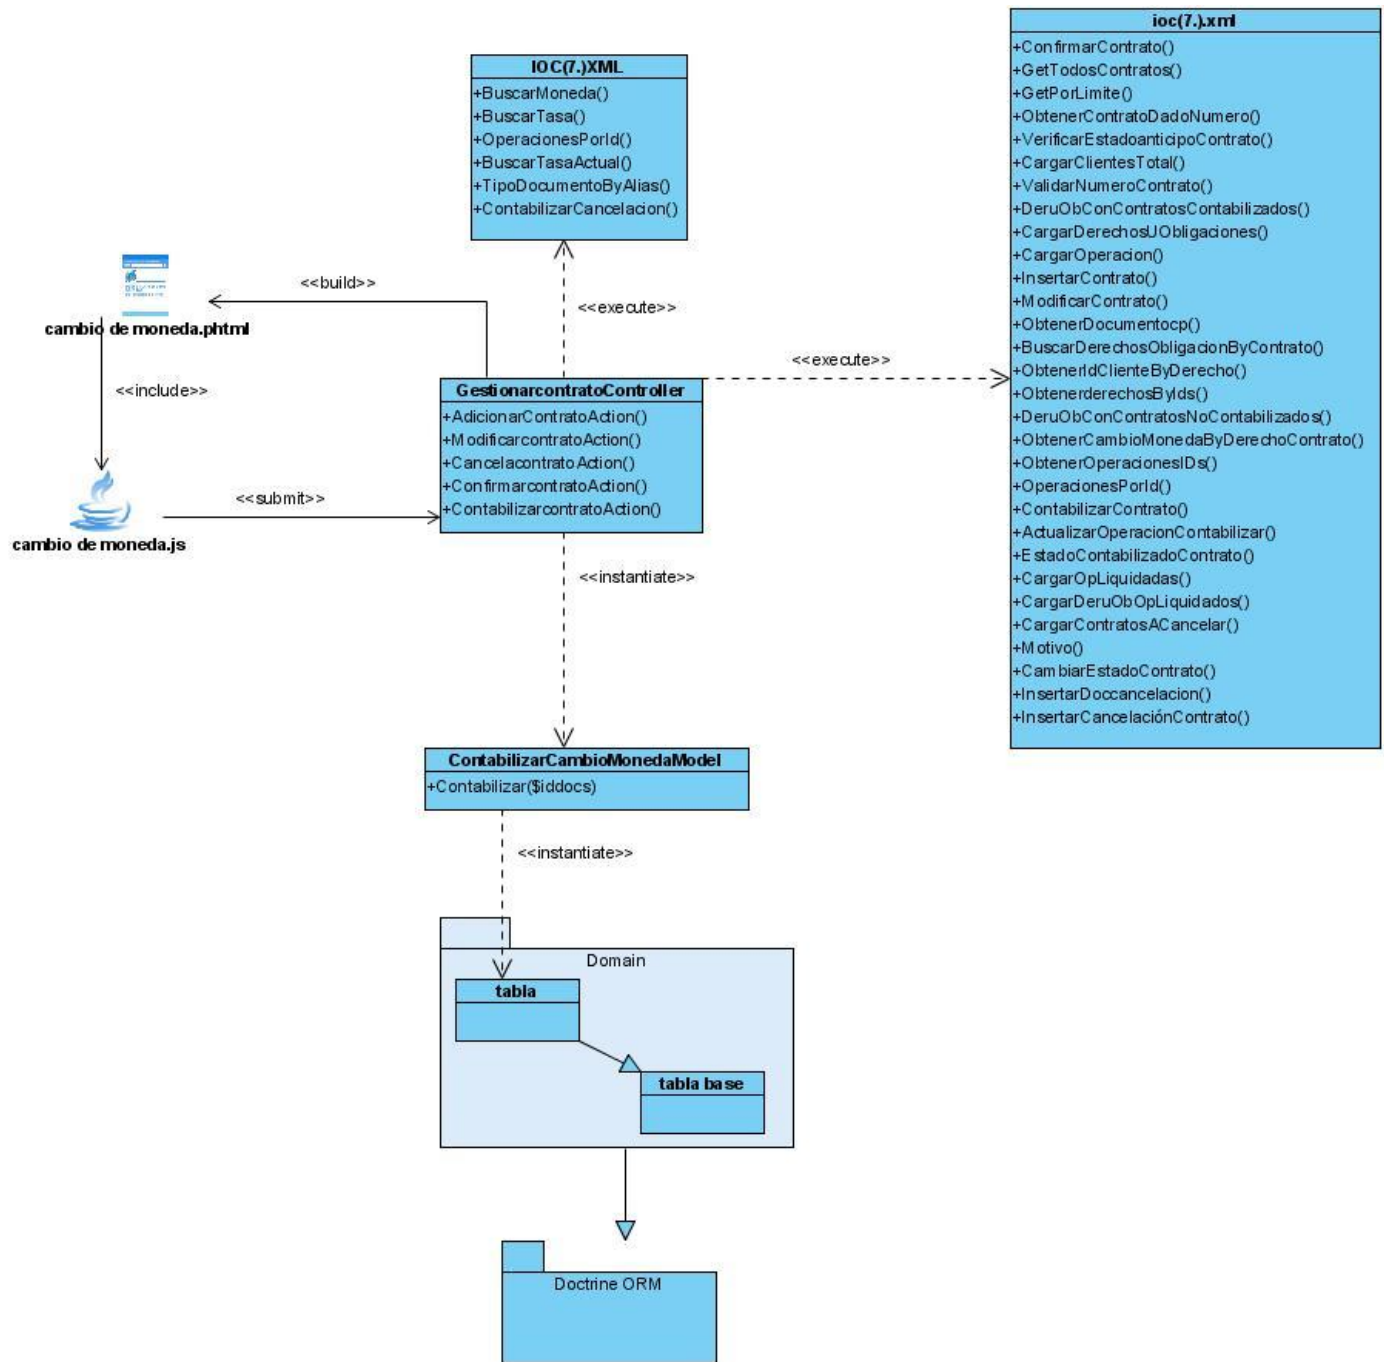 ioc(7.).xml
+ConfirmarContrato()
+GetTodosContratos()
+GetPorLimite()
+ObtenerContratoDadoNumero()
+VerificarEstadoanticipoContrato()
+CargarClientesTotal()
+ValidarNumeroContrato()
+DeruObConContratosContabilizados()
+CargarDerechosUObligaciones()
+CargarOperacion()
+InsertarContrato()
+ModificarContrato()
+ObtenerDocumentocp()
+BuscarDerechosObligacionByContrato()
+ObtenerIdClienteByDerecho()
+ObtenerderechosByIds()
+DeruObConContratosNoContabilizados()
+ObtenerCambioMonedaByDerechoContrato()
+ObtenerOperacionesIDs()
+OperacionesPorId()
+ContabilizarContrato()
+ActualizarOperacionContabilizar()
+EstadoContabilizadoContrato()
+CargarOpLiquidadas()
+CargarDeruObOpLiquidados()
+CargarContratosACancelar()
+Motivo()
+CambiarEstadoContrato()
+InsertarDoccancelacion()
+InsertarCancelaciónContrato()
IOC(7.)XML
+BuscarMoneda()
+BuscarTasa()
+OperacionesPorId()
+BuscarTasaActual()
+TipoDocumentoByAlias()
+ContabilizarCancelacion()
<<build>>
<<execute>>
cambio de moneda.phtml
<<execute>>
<<include>>
GestionarcontratoController
+AdicionarContratoAction()
+ModificarcontratoAction()
+CancelacontratoAction()
+ConfirmarcontratoAction()
+ContabilizarcontratoAction()
<<submit>>
cambio de moneda.js
<<instantiate>>
ContabilizarCambioMonedaModel
+Contabilizar($iddocs)
<<instantiate>>
Domain
tabla
tabla base
Doctrine ORM